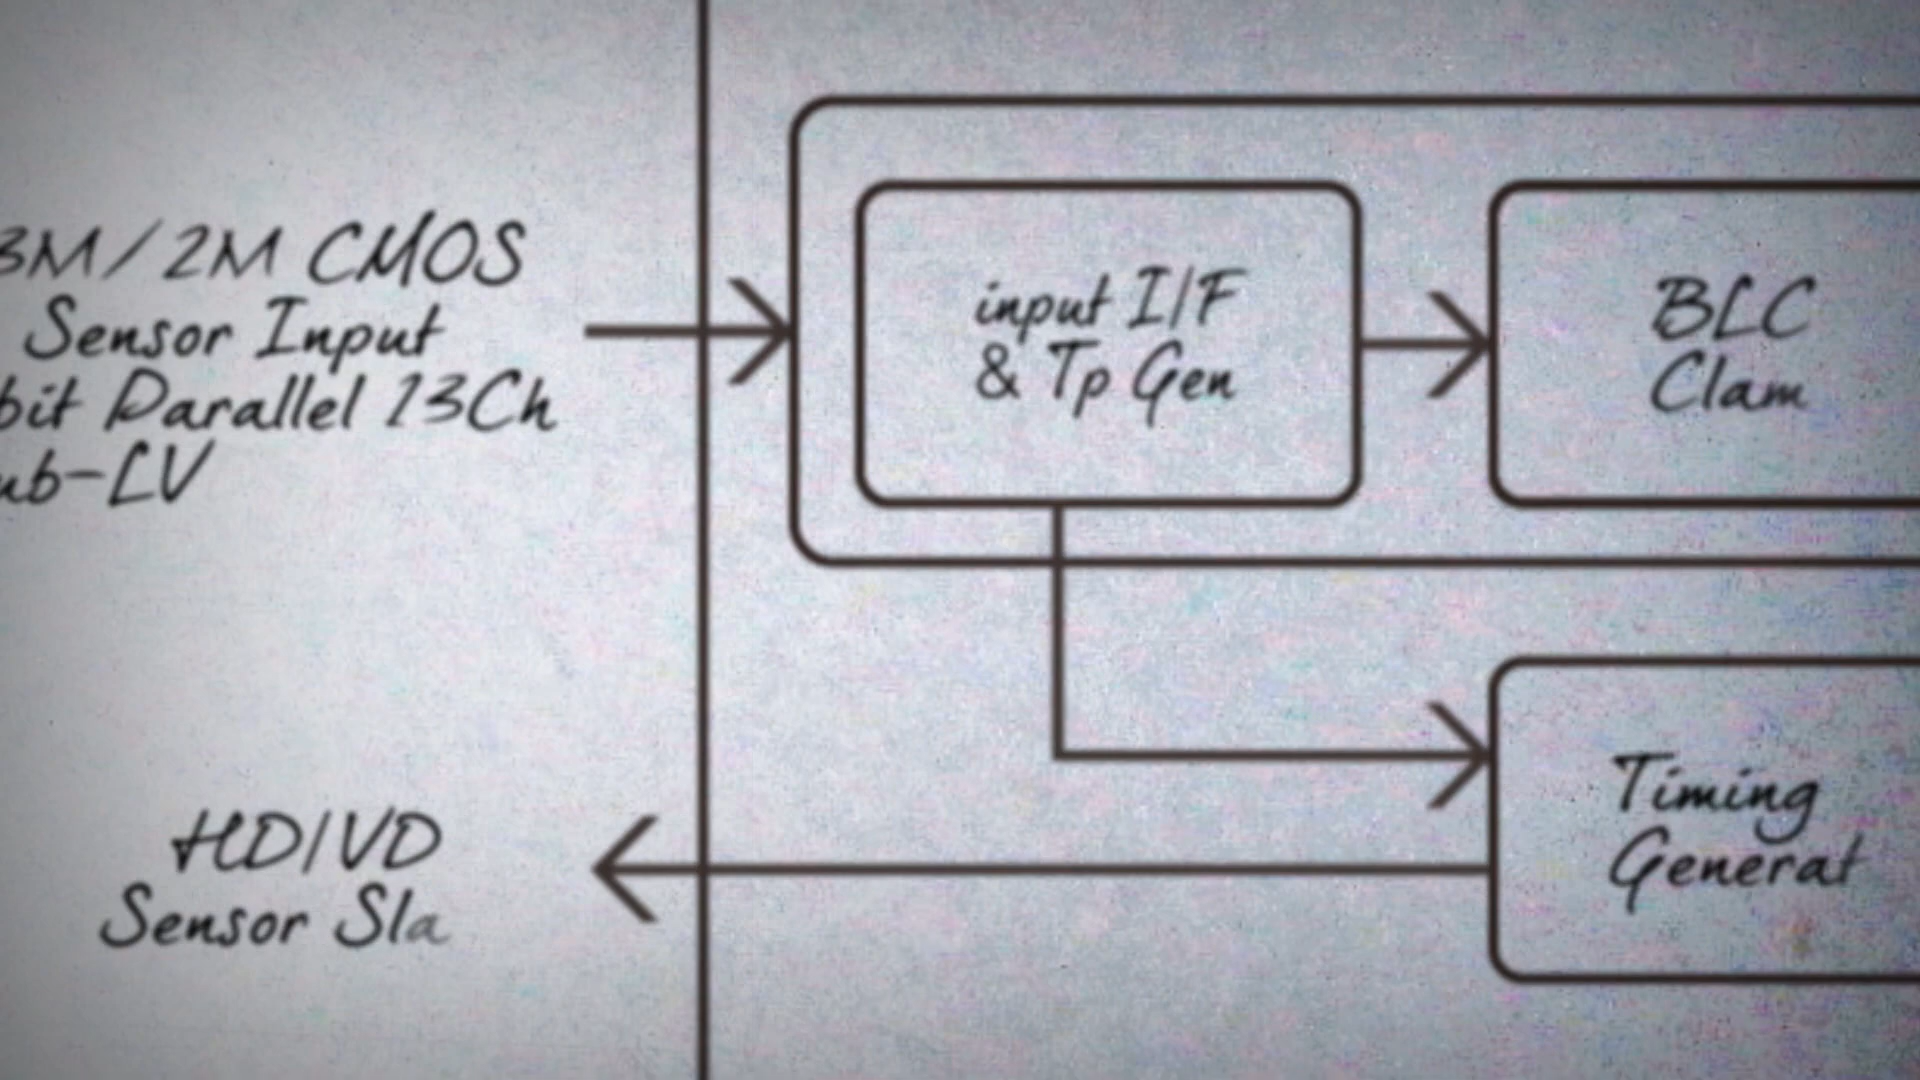 3M/2M CMOS
Sensor Input
bit Parallel 13Ch
ub-LV
input I/F
& Tp Gen
BLC
Clam
HD/VD
Sensor Sla
Timing
Generat